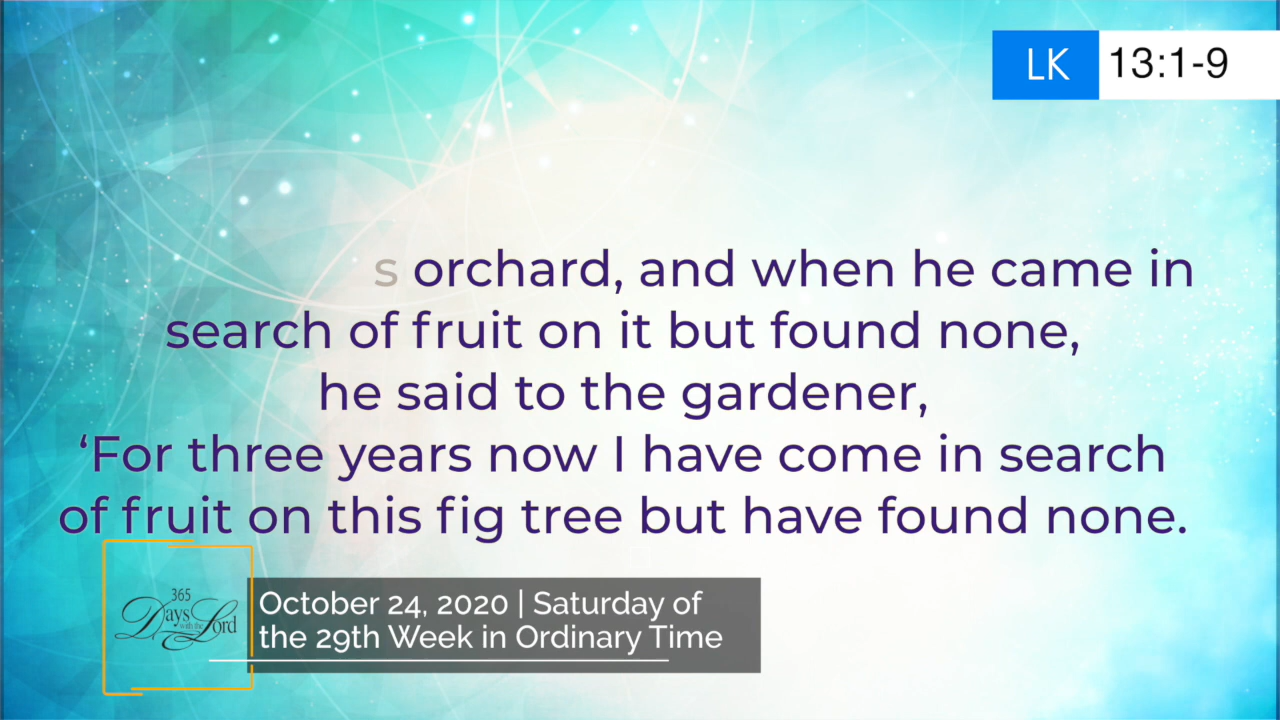 LK 13:1-9
s orchard, and when he came in
search of fruit on it but found none,
he said to the gardener,
‘For three years now I have come in search
of fruit on this fig tree but have found none.
365
Days with the Lord
October 24, 2020 | Saturday of
the 29th Week in Ordinary Time